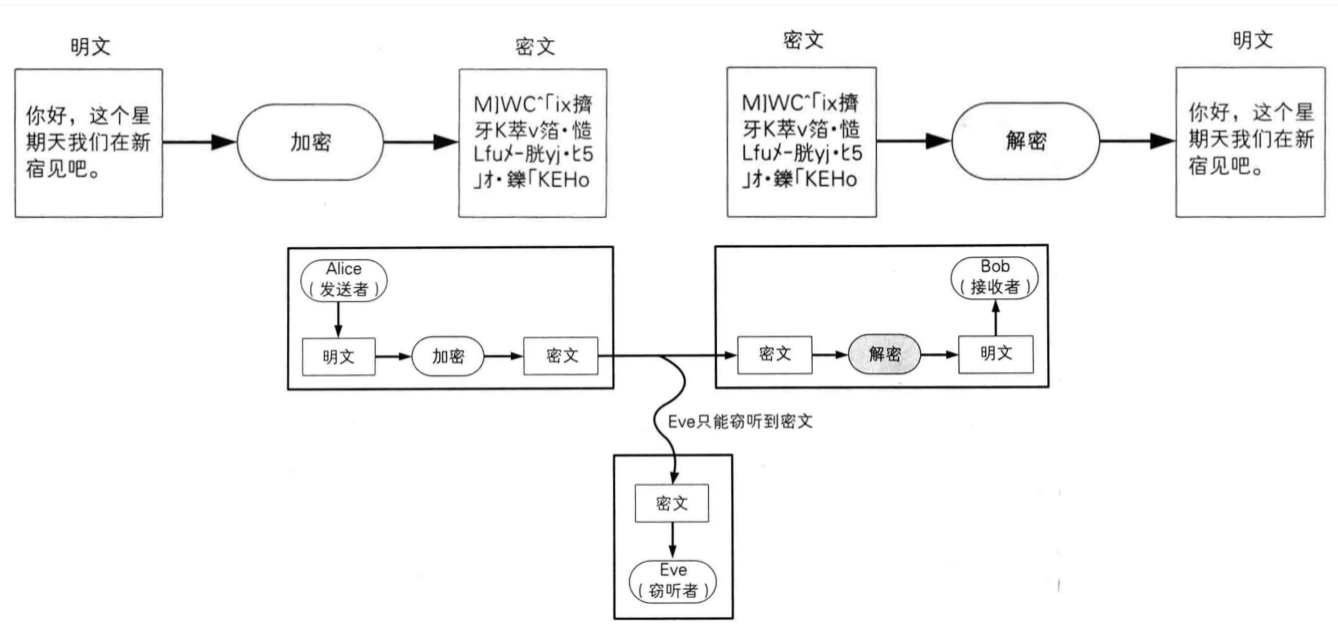 明文
密文
密文
明文
你好，这个星
期天我们在新
宿见吧。
加密
M]WC^「ix擠
牙K萃v箔･慥
Lfuﾒ-胱yj･ﾋ5
｣ｵ･鑠｢KEHo
M]WC^「ix擠
牙K萃v箔･慥
Lfuﾒ-胱yj･ﾋ5
｣ｵ･鑠｢KEHo
解密
你好，这个星
期天我们在新
宿见吧。
Alice
（发送者）
明文
加密
密文
Bob
（接收者）
密文
解密
明文
Eve只能窃听到密文
密文
Eve
（窃听者）